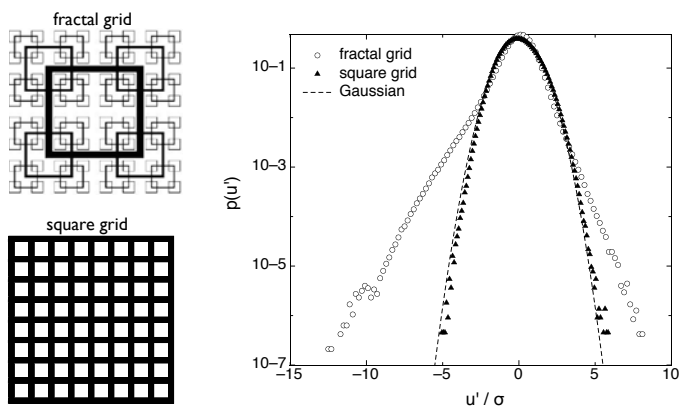 fractal grid
square grid
fractal grid
square grid
Gaussian
p(u')
10−1
10−3
10−5
10−7
−15
−10
−5
0
5
10
u' / σ